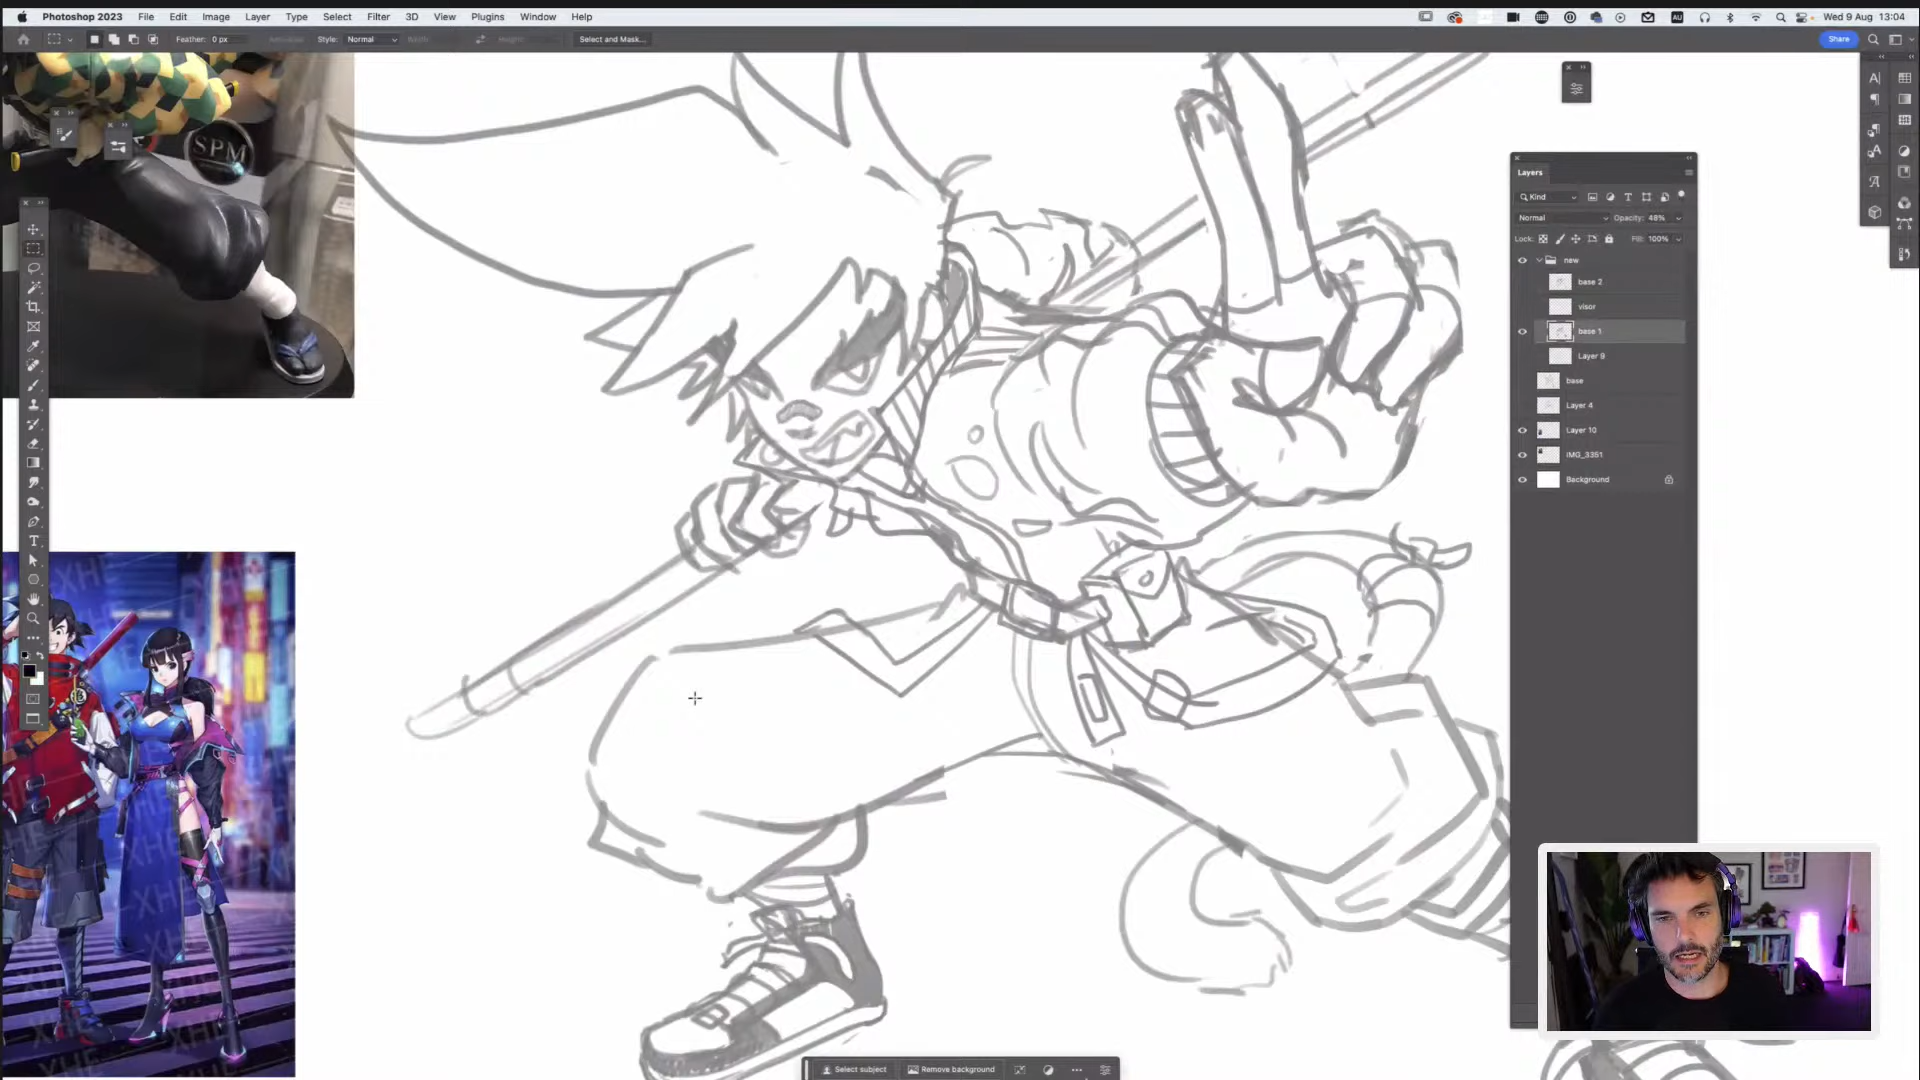 Photoshop 2023 File Edit Image Layer Type Select Filter 3D View Plugins Window Help
Wed 9 Aug 13:04
Feather: 0 px
Style: Normal
Select and Mask...
Share
SPM
Layers
Kind
Normal Opacity: 48%
Lock: Fill: 100%
new
base 2
visor
base 1
Layer 9
base
Layer 4
Layer 10
IMG_3351
Background
Select subject Remove background